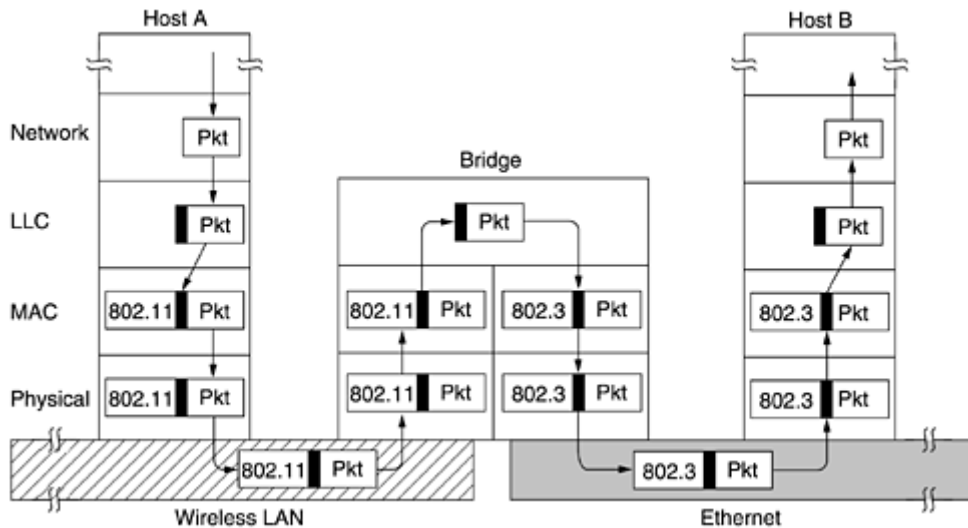 Host A
Host B
Network
Pkt
Bridge
Pkt
LLC
Pkt
Pkt
Pkt
MAC
802.11 Pkt
802.11 Pkt
802.3 Pkt
802.3 Pkt
Physical
802.11 Pkt
802.11 Pkt
802.3 Pkt
802.3 Pkt
802.11 Pkt
802.3 Pkt
Wireless LAN
Ethernet